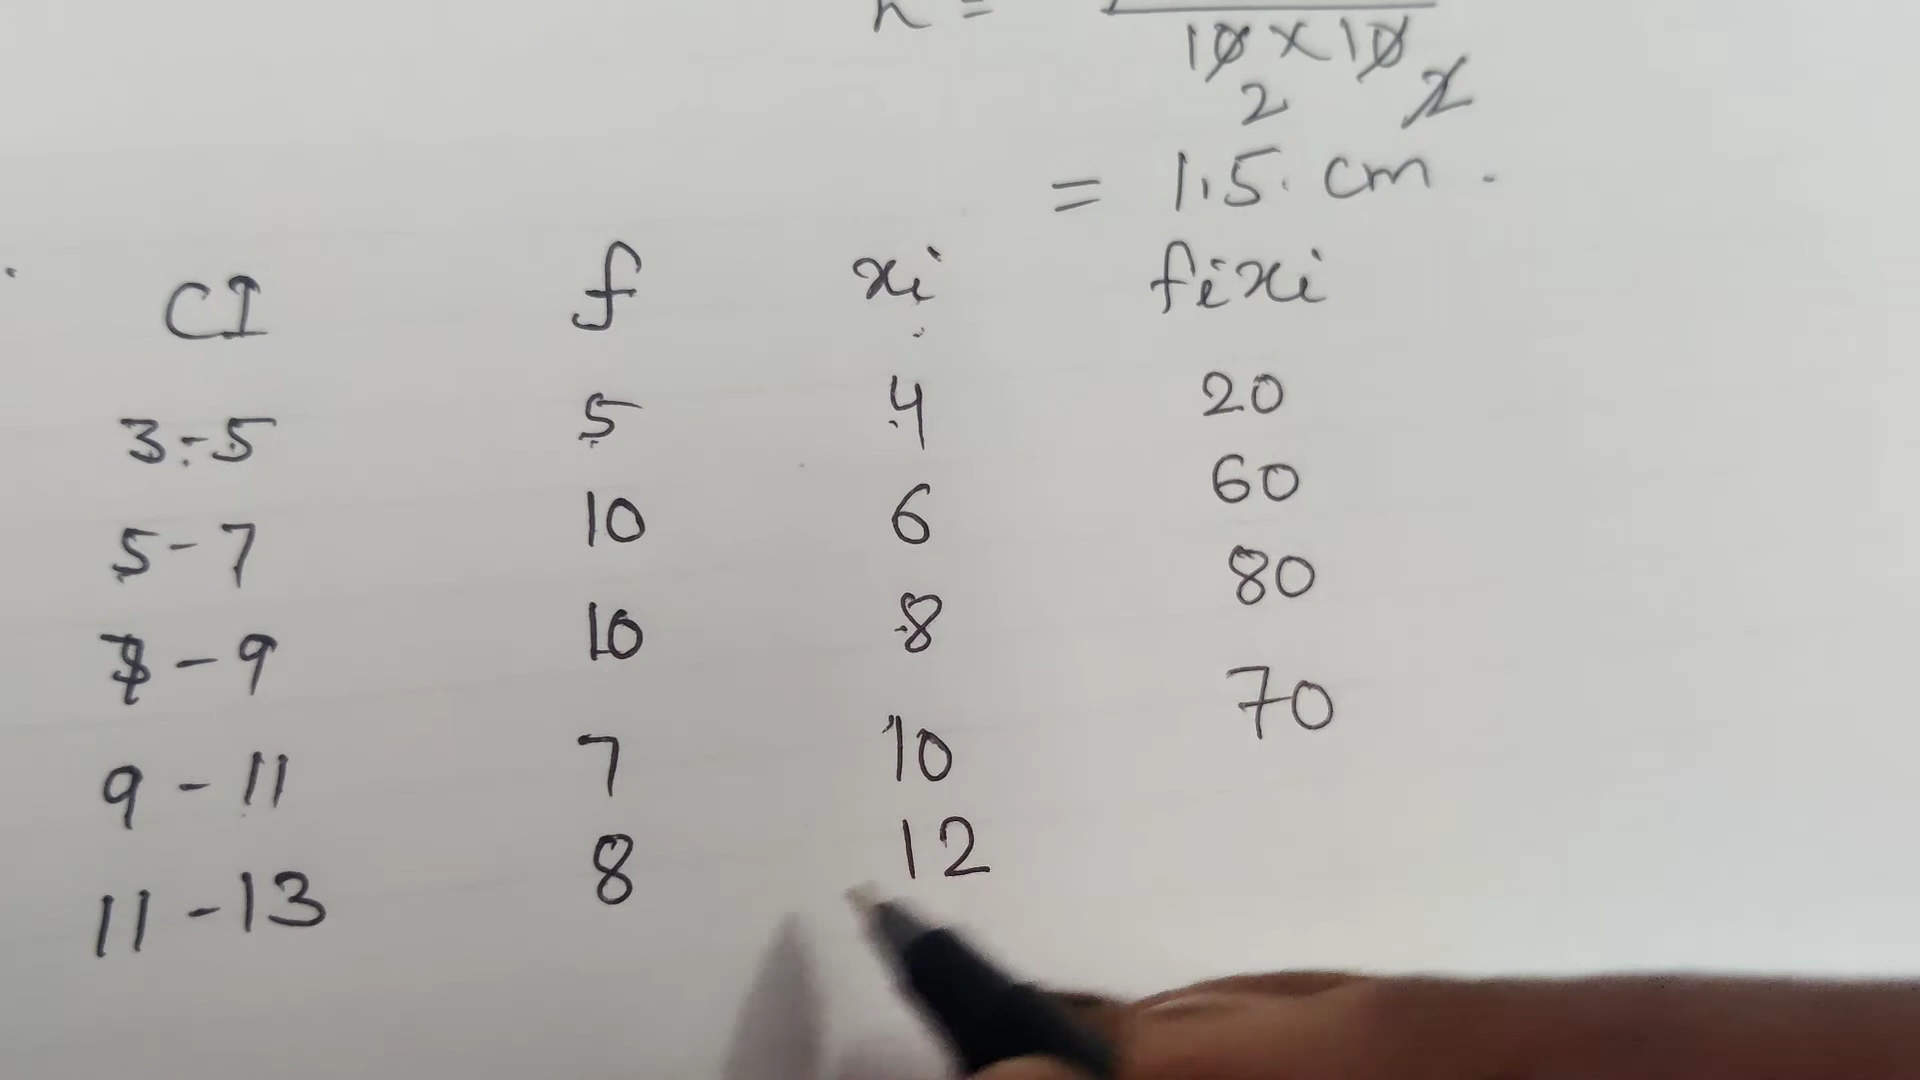 h =
10 × 10
2 2
= 1.5 cm.
CI f xi fixi
3-5 5 4 20
5-7 10 6 60
7-9 10 8 80
9-11 7 10 70
11-13 8 12